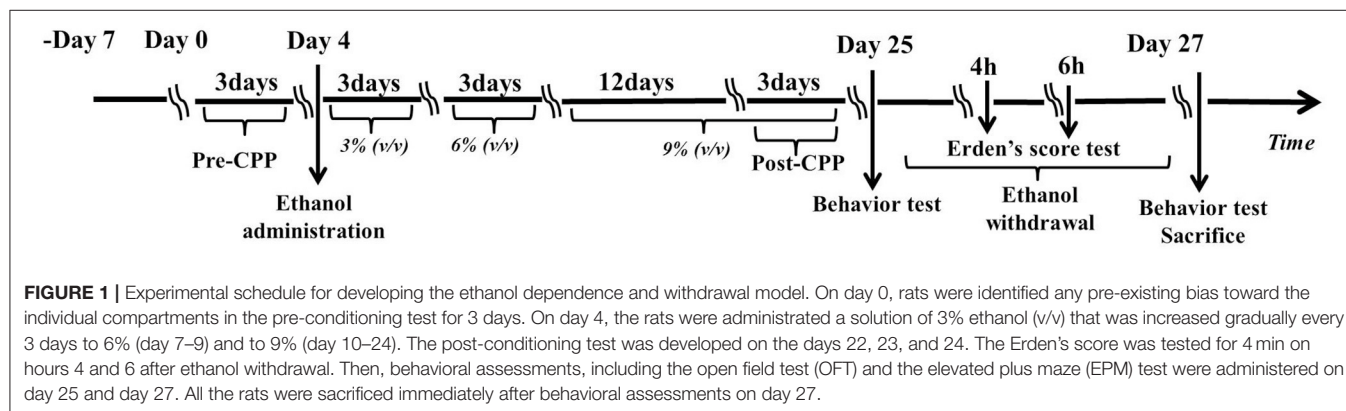 -Day 7 Day 0 Day 4 Day 25 Day 27
3days 3days 3days 12days 3days 4h 6h
3% (v/v) 6% (v/v) 9% (v/v) Time
Pre-CPP Post-CPP Erden's score test
Ethanol
administration
Behavior test
Ethanol
withdrawal
Behavior test
Sacrifice
FIGURE 1 | Experimental schedule for developing the ethanol dependence and withdrawal model. On day 0, rats were identified any pre-existing bias toward the
individual compartments in the pre-conditioning test for 3 days. On day 4, the rats were administrated a solution of 3% ethanol (v/v) that was increased gradually every
3 days to 6% (day 7–9) and to 9% (day 10–24). The post-conditioning test was developed on the days 22, 23, and 24. The Erden's score was tested for 4 min on
hours 4 and 6 after ethanol withdrawal. Then, behavioral assessments, including the open field test (OFT) and the elevated plus maze (EPM) test were administered on
day 25 and day 27. All the rats were sacrificed immediately after behavioral assessments on day 27.